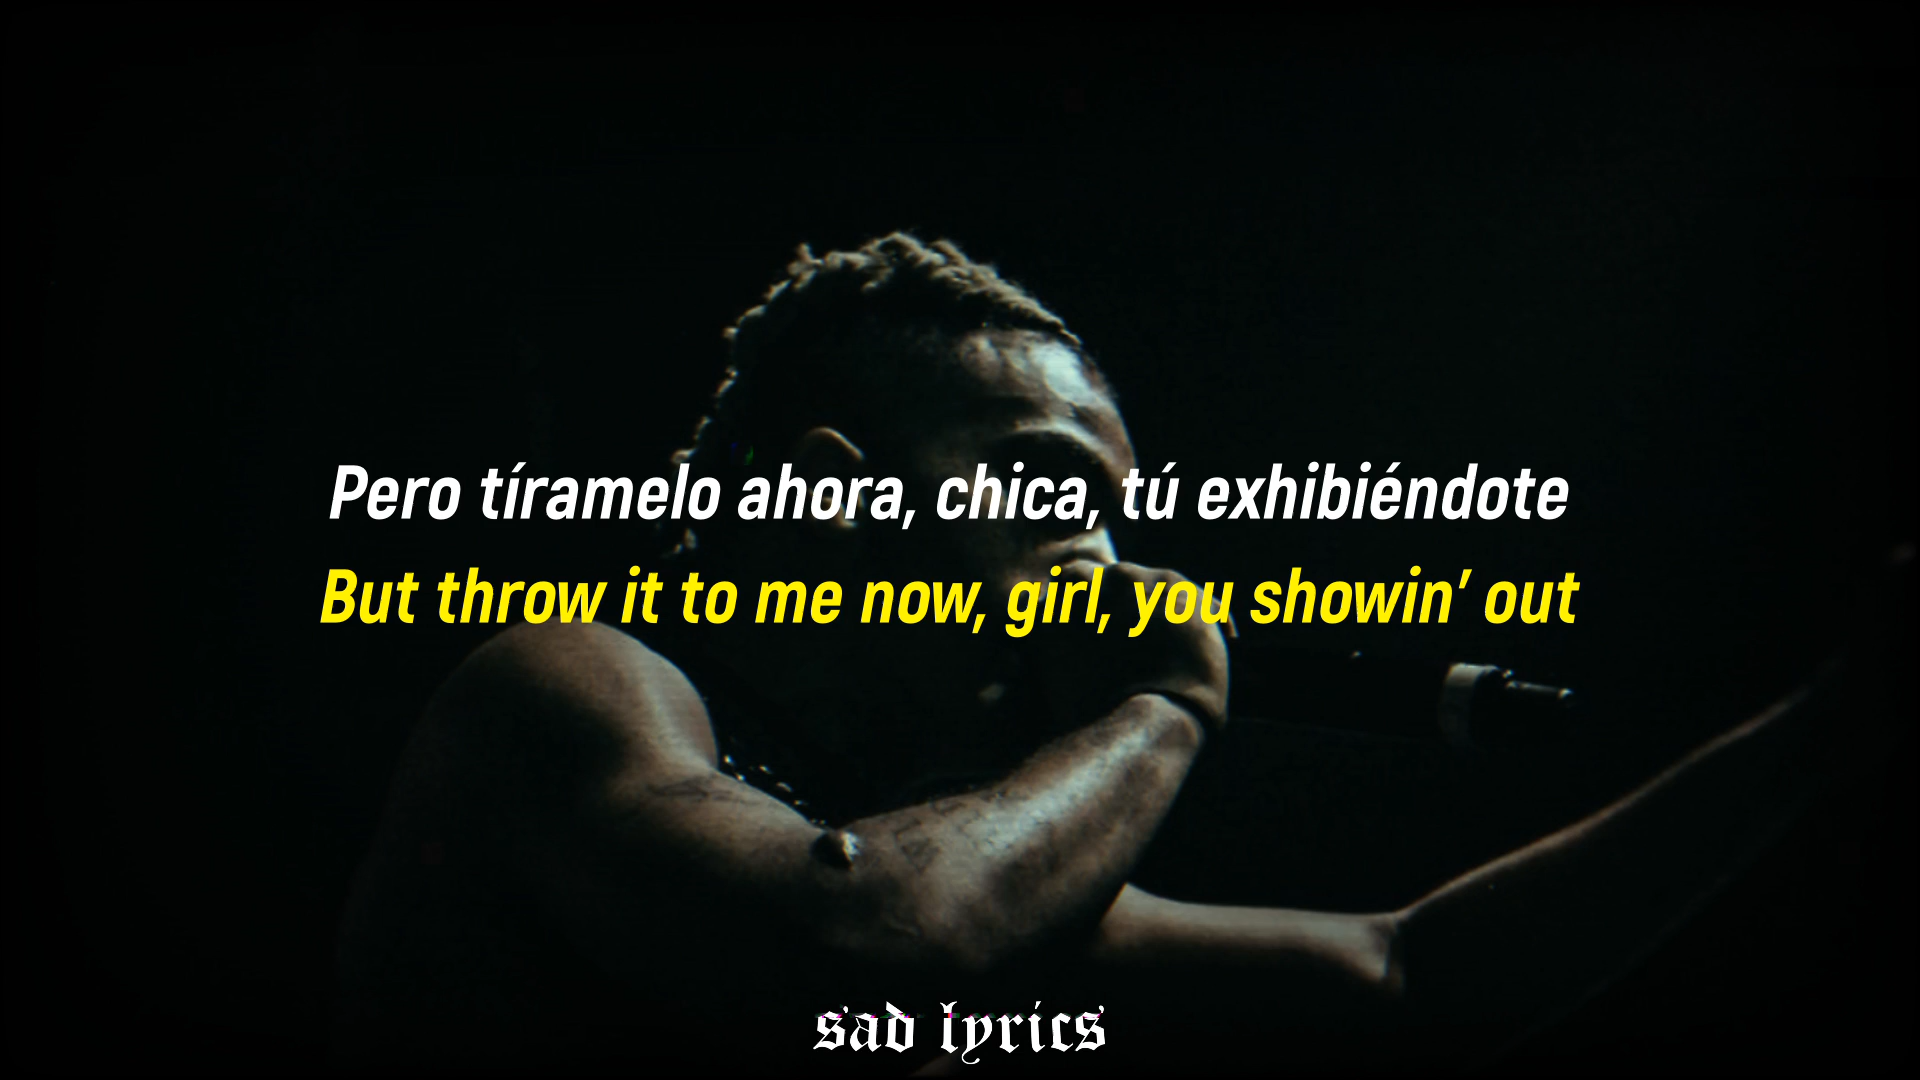 Pero tíramelo ahora, chica, tú exhibiéndote
But throw it to me now, girl, you showin’ out
sad lyrics